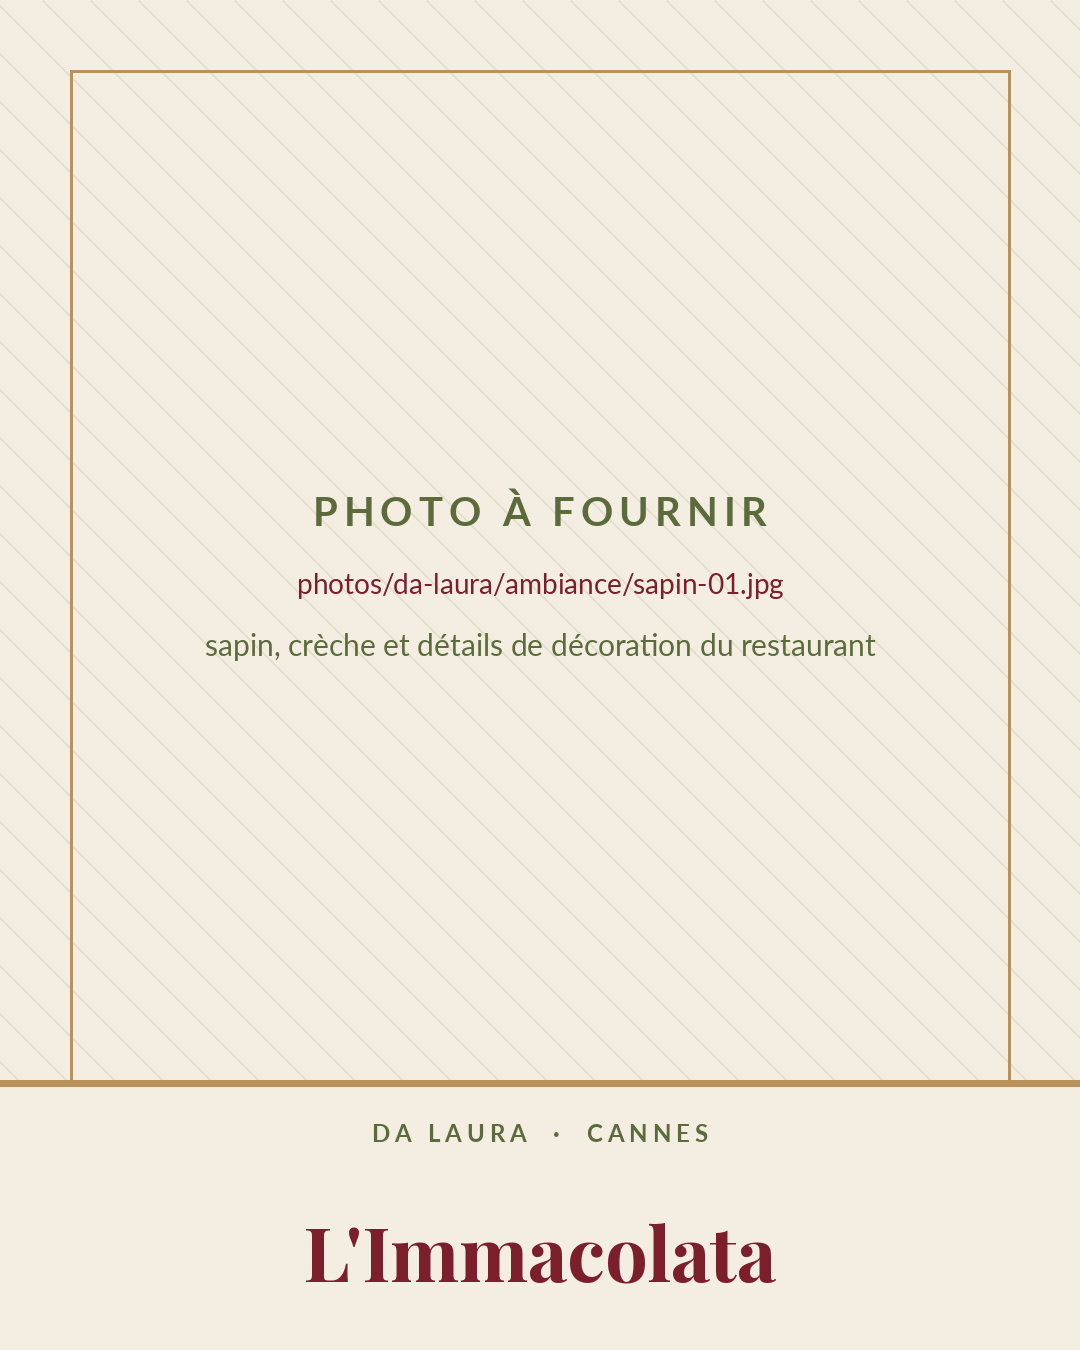 PHOTO À FOURNIR
photos/da-laura/ambiance/sapin-01.jpg
sapin, crèche et détails de décoration du restaurant
DA LAURA · CANNES
L'Immacolata